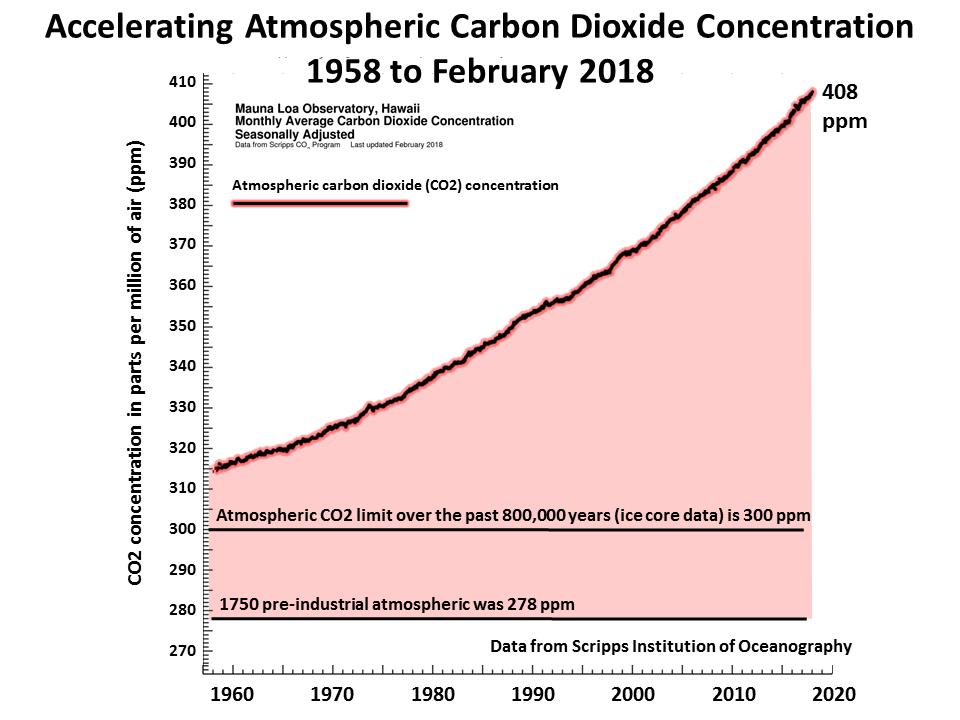 Accelerating Atmospheric Carbon Dioxide Concentration
1958 to February 2018
408
ppm
Mauna Loa Observatory, Hawaii
Monthly Average Carbon Dioxide Concentration
Seasonally Adjusted
Data from Scripps CO₂ Program Last updated February 2018
Atmospheric carbon dioxide (CO2) concentration
CO2 concentration in parts per million of air (ppm)
410
400
390
380
370
360
350
340
330
320
310
300
290
280
270
Atmospheric CO2 limit over the past 800,000 years (ice core data) is 300 ppm
1750 pre-industrial atmospheric was 278 ppm
Data from Scripps Institution of Oceanography
1960 1970 1980 1990 2000 2010 2020